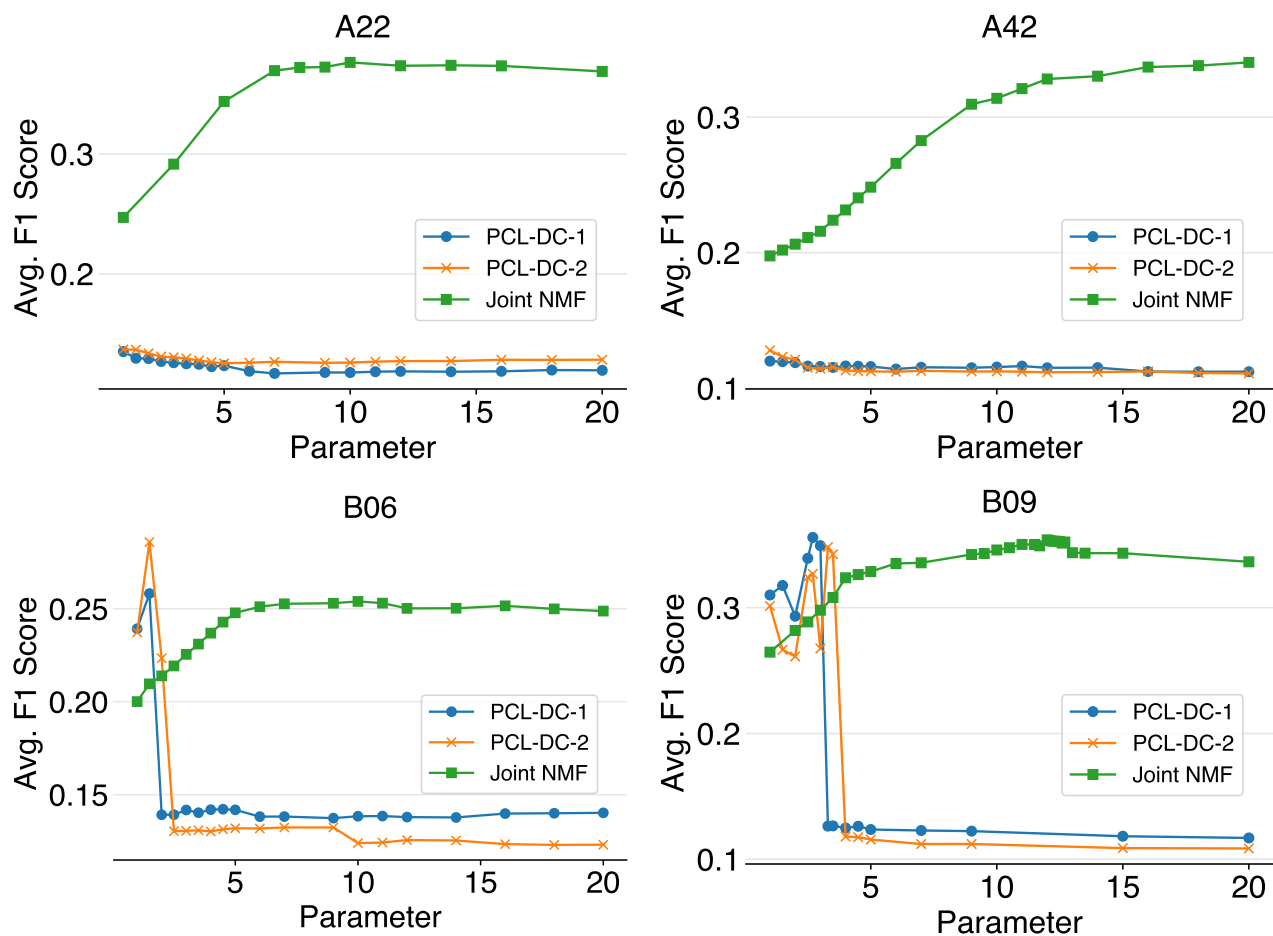 A22
Avg. F1 Score
0.3
0.2
PCL-DC-1
PCL-DC-2
Joint NMF
5
10
15
20
Parameter
A42
Avg. F1 Score
0.3
0.2
0.1
PCL-DC-1
PCL-DC-2
Joint NMF
5
10
15
20
Parameter
B06
Avg. F1 Score
0.25
0.20
0.15
PCL-DC-1
PCL-DC-2
Joint NMF
5
10
15
20
Parameter
B09
Avg. F1 Score
0.3
0.2
0.1
PCL-DC-1
PCL-DC-2
Joint NMF
5
10
15
20
Parameter